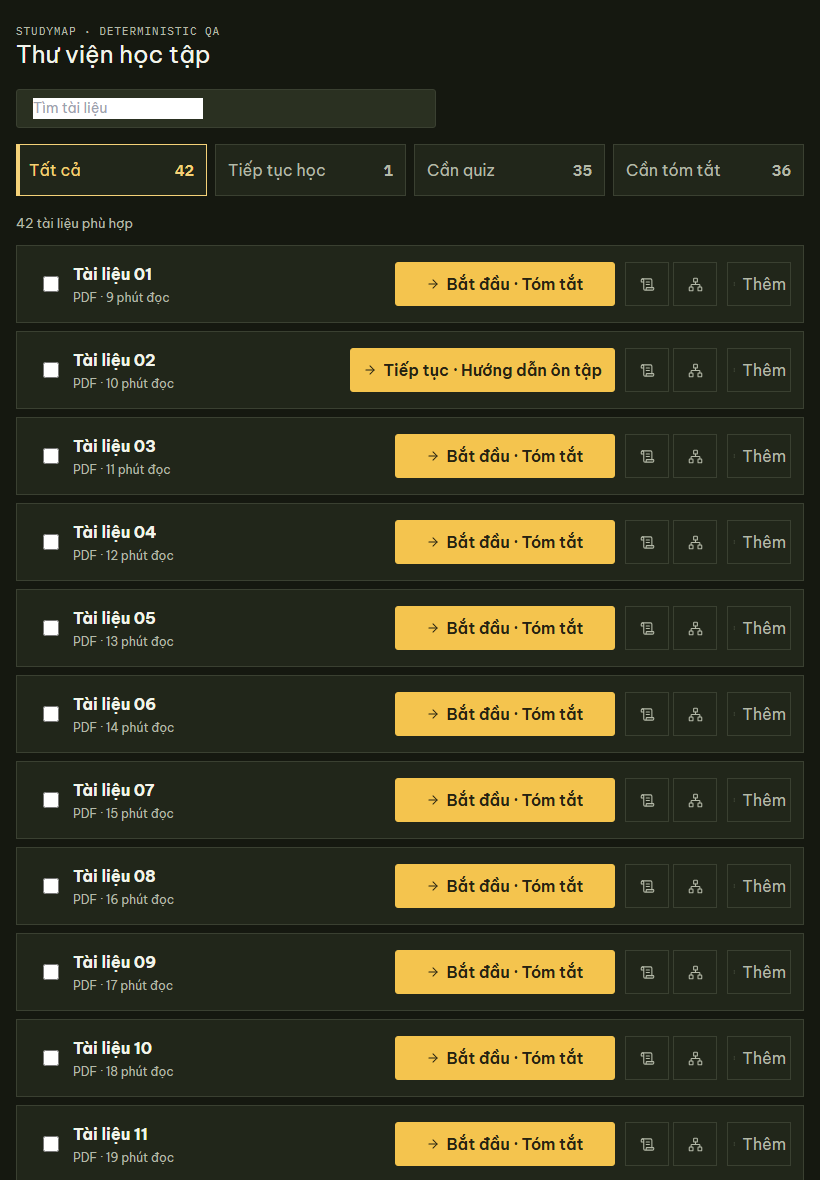 STUDYMAP · DETERMINISTIC QA
Thư viện học tập
Tìm tài liệu
Tất cả 42 Tiếp tục học 1 Cần quiz 35 Cần tóm tắt 36
42 tài liệu phù hợp
Tài liệu 01
PDF · 9 phút đọc
→ Bắt đầu · Tóm tắt Thêm
Tài liệu 02
PDF · 10 phút đọc
→ Tiếp tục · Hướng dẫn ôn tập Thêm
Tài liệu 03
PDF · 11 phút đọc
→ Bắt đầu · Tóm tắt Thêm
Tài liệu 04
PDF · 12 phút đọc
→ Bắt đầu · Tóm tắt Thêm
Tài liệu 05
PDF · 13 phút đọc
→ Bắt đầu · Tóm tắt Thêm
Tài liệu 06
PDF · 14 phút đọc
→ Bắt đầu · Tóm tắt Thêm
Tài liệu 07
PDF · 15 phút đọc
→ Bắt đầu · Tóm tắt Thêm
Tài liệu 08
PDF · 16 phút đọc
→ Bắt đầu · Tóm tắt Thêm
Tài liệu 09
PDF · 17 phút đọc
→ Bắt đầu · Tóm tắt Thêm
Tài liệu 10
PDF · 18 phút đọc
→ Bắt đầu · Tóm tắt Thêm
Tài liệu 11
PDF · 19 phút đọc
→ Bắt đầu · Tóm tắt Thêm